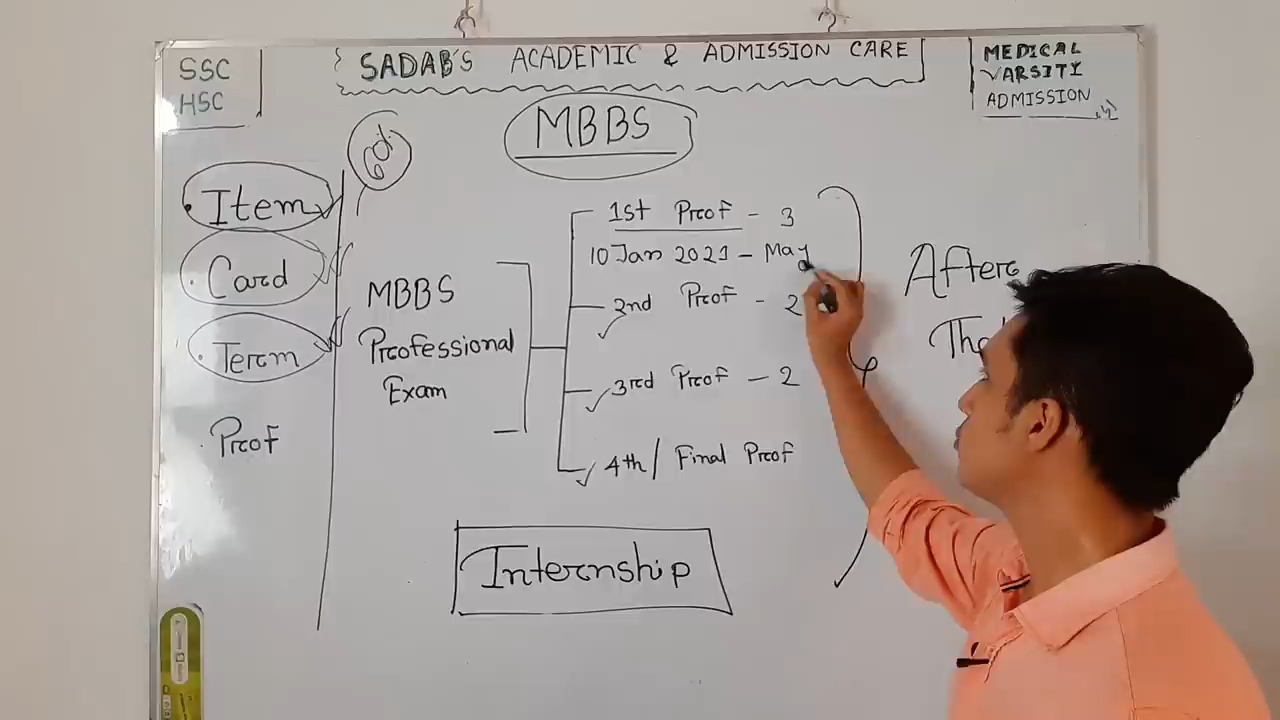 SSC
HSC
SADAB'S ACADEMIC & ADMISSION CARE
MEDICAL
VARSITY
ADMISSION
MBBS
60%
• Item
• Card
• Term
• Prof
MBBS
Professional
Exam
1st Prof - 3
10 Jan 2021 - May
2nd Prof - 2
3rd Prof - 2
4th / Final Prof
After
Internship